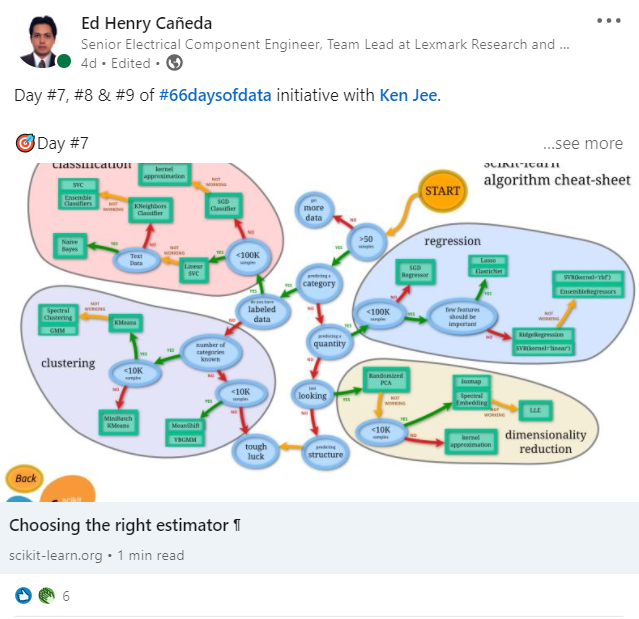 Ed Henry Cañeda
Senior Electrical Component Engineer, Team Lead at Lexmark Research and ...
4d • Edited •
Day #7, #8 & #9 of #66daysofdata initiative with Ken Jee.
🎯Day #7
...see more
classification
scikit-learn
algorithm cheat-sheet
START
get
more
data
NO
>50
samples
YES
predicting a
category
YES
do you have
labeled
data
YES
NO
kernel
approximation
NOT
WORKING
SVC
Ensemble
Classifiers
NOT
WORKING
KNeighbors
Classifier
SGD
Classifier
NO
NO
Naive
Bayes
YES
Text
Data
NOT
WORKING
Linear
SVC
YES
<100K
samples
regression
SGD
Regressor
NO
Lasso
ElasticNet
YES
SVR(kernel='rbf')
EnsembleRegressors
<100K
samples
YES
few features
should be
important
NO
NOT
WORKING
RidgeRegression
SVR(kernel='linear')
NO
predicting a
quantity
YES
NO
clustering
Spectral
Clustering
GMM
NOT
WORKING
KMeans
YES
number of
categories
known
YES
NO
<10K
samples
NO
MiniBatch
KMeans
<10K
samples
YES
NO
MeanShift
VBGMM
tough
luck
just
looking
YES
NO
predicting
structure
Randomized
PCA
NOT
WORKING
<10K
samples
YES
NO
Isomap
Spectral
Embedding
NOT
WORKING
LLE
kernel
approximation
dimensionality
reduction
Back
scikit
Choosing the right estimator ¶
scikit-learn.org • 1 min read
6